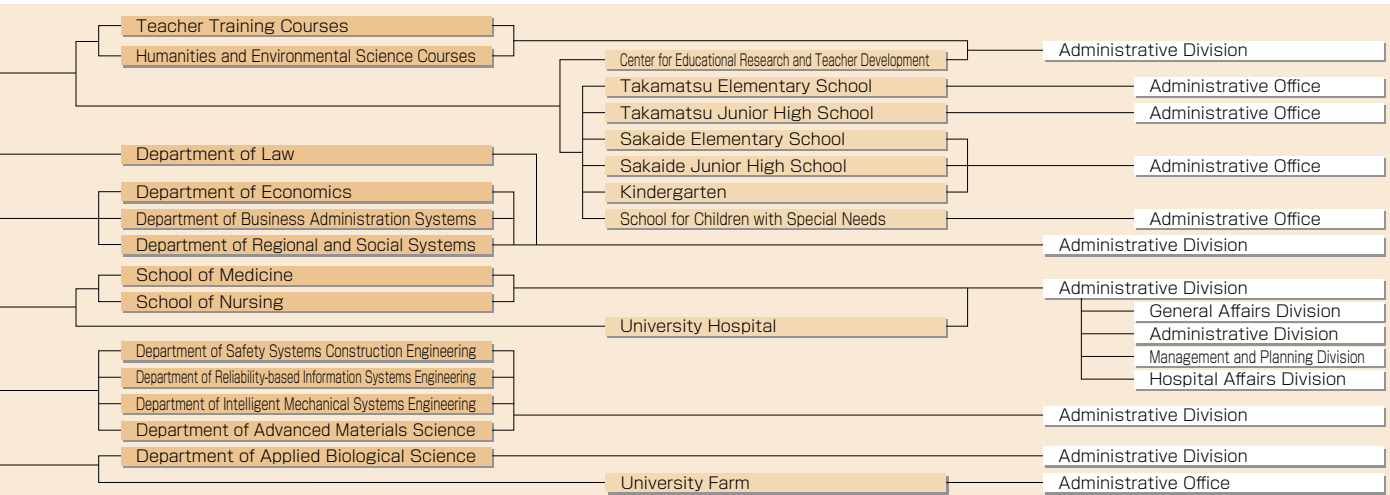 Teacher Training Courses
Humanities and Environmental Science Courses
Center for Educational Research and Teacher Development
Administrative Division
Takamatsu Elementary School
Administrative Office
Takamatsu Junior High School
Administrative Office
Sakaide Elementary School
Sakaide Junior High School
Administrative Office
Kindergarten
School for Children with Special Needs
Administrative Office
Department of Law
Department of Economics
Department of Business Administration Systems
Department of Regional and Social Systems
Administrative Division
School of Medicine
School of Nursing
University Hospital
Administrative Division
General Affairs Division
Administrative Division
Management and Planning Division
Hospital Affairs Division
Department of Safety Systems Construction Engineering
Department of Reliability-based Information Systems Engineering
Department of Intelligent Mechanical Systems Engineering
Department of Advanced Materials Science
Administrative Division
Department of Applied Biological Science
Administrative Division
University Farm
Administrative Office